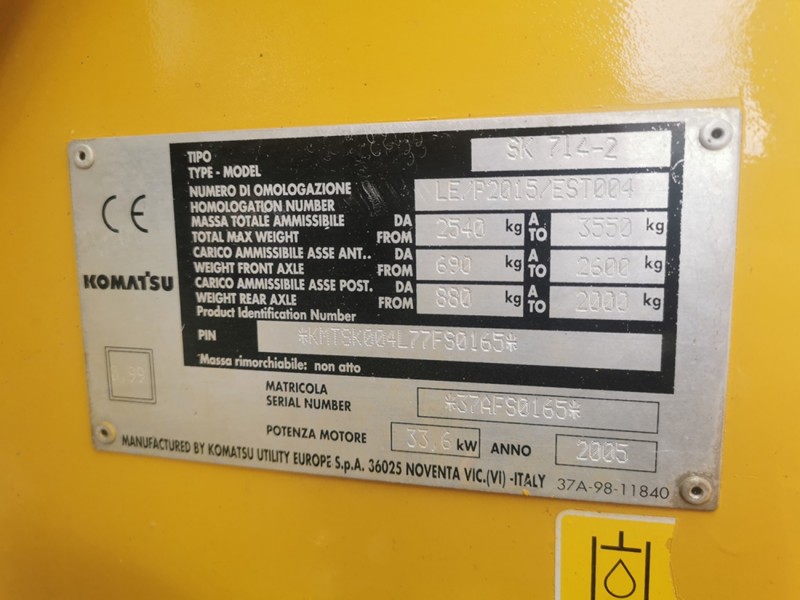 TIPO
TYPE - MODEL SK 714-2
NUMERO DI OMOLOGAZIONE
HOMOLOGATION NUMBER LE/P2015/EST004
MASSA TOTALE AMMISSIBILE DA A
TOTAL MAX WEIGHT FROM 2540 kg TO 3550 kg
CARICO AMMISSIBILE ASSE ANT.. DA A
WEIGHT FRONT AXLE FROM 690 kg TO 2600 kg
CARICO AMMISSIBILE ASSE POST. DA A
WEIGHT REAR AXLE FROM 880 kg TO 2000 kg
Product Identification Number
PIN *KMTSK004L77FS0165*
Massa rimorchiabile: non atto
CE
KOMATSU
MATRICOLA
SERIAL NUMBER *37AFS0165*
POTENZA MOTORE 33,6 kW ANNO 2005
MANUFACTURED BY KOMATSU UTILITY EUROPE S.p.A. 36025 NOVENTA VIC.(VI) -ITALY 37A-98-11840